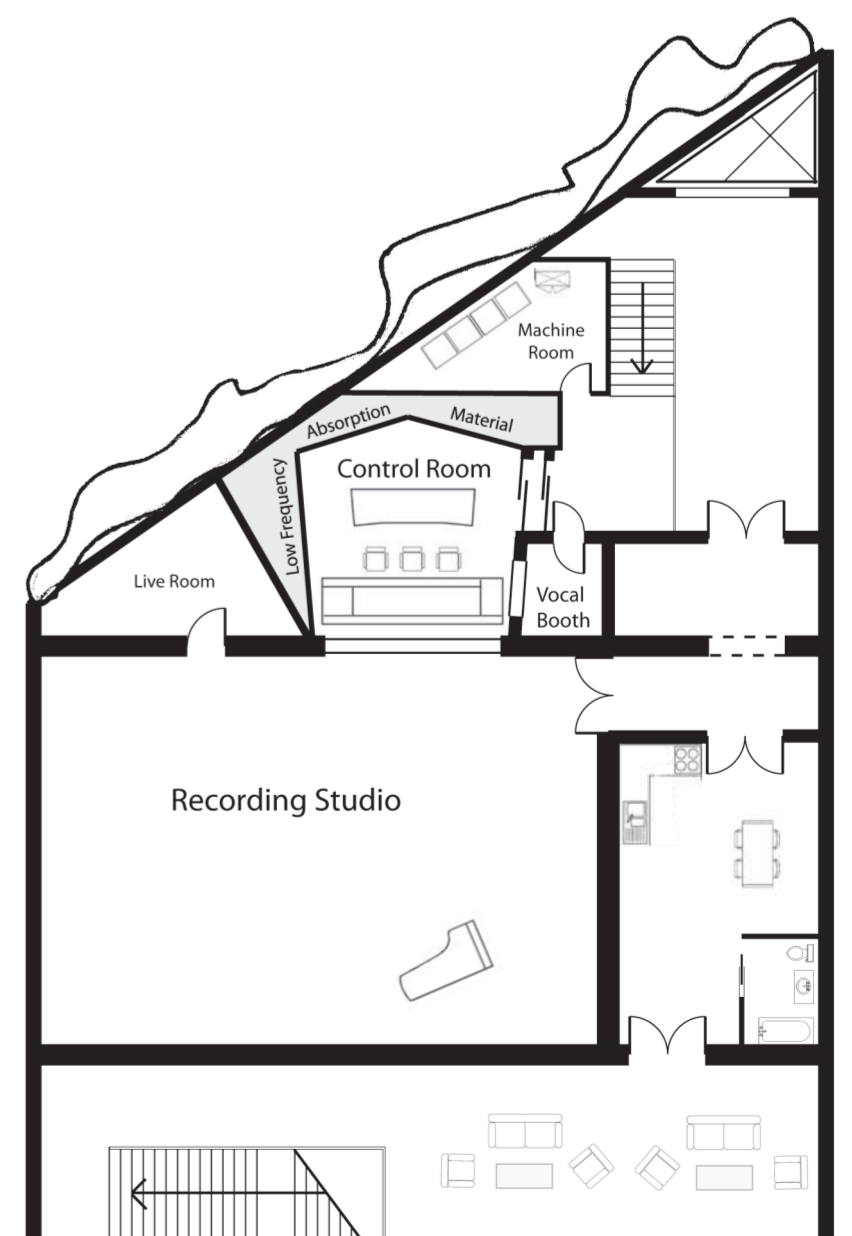 Machine
Room
Absorption
Material
Control Room
Low Frequency
Live Room
Vocal
Booth
Recording Studio